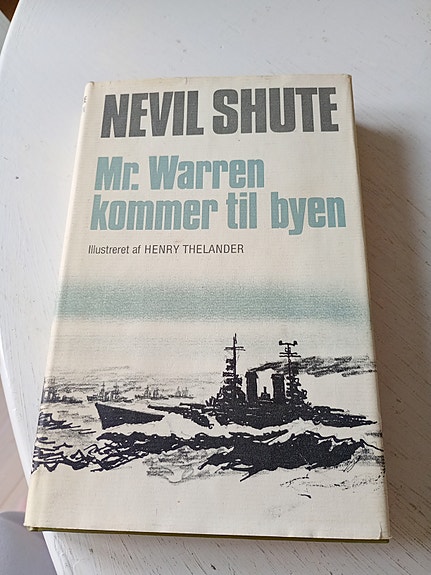 NEVIL SHUTE
Mr. Warren
kommer til byen
Illustreret af HENRY THELANDER